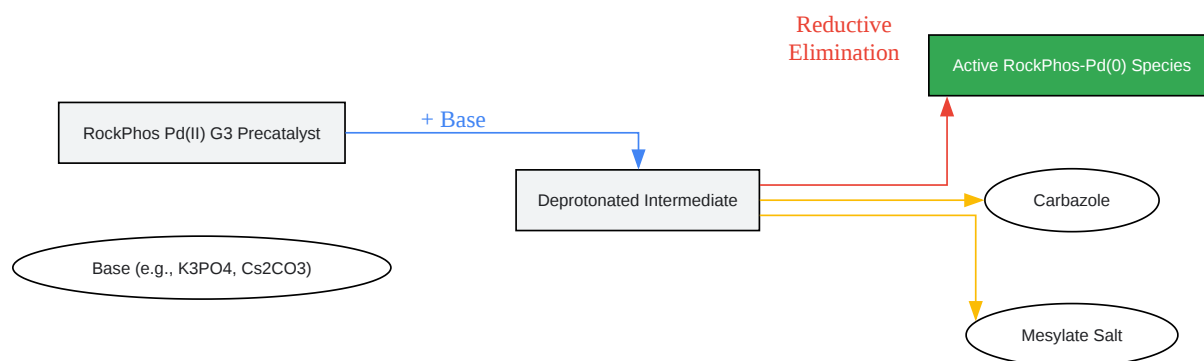 Reductive
Elimination
Active RockPhos-Pd(0) Species
RockPhos Pd(II) G3 Precatalyst
+ Base
Deprotonated Intermediate
Carbazole
Base (e.g., K3PO4, Cs2CO3)
Mesylate Salt